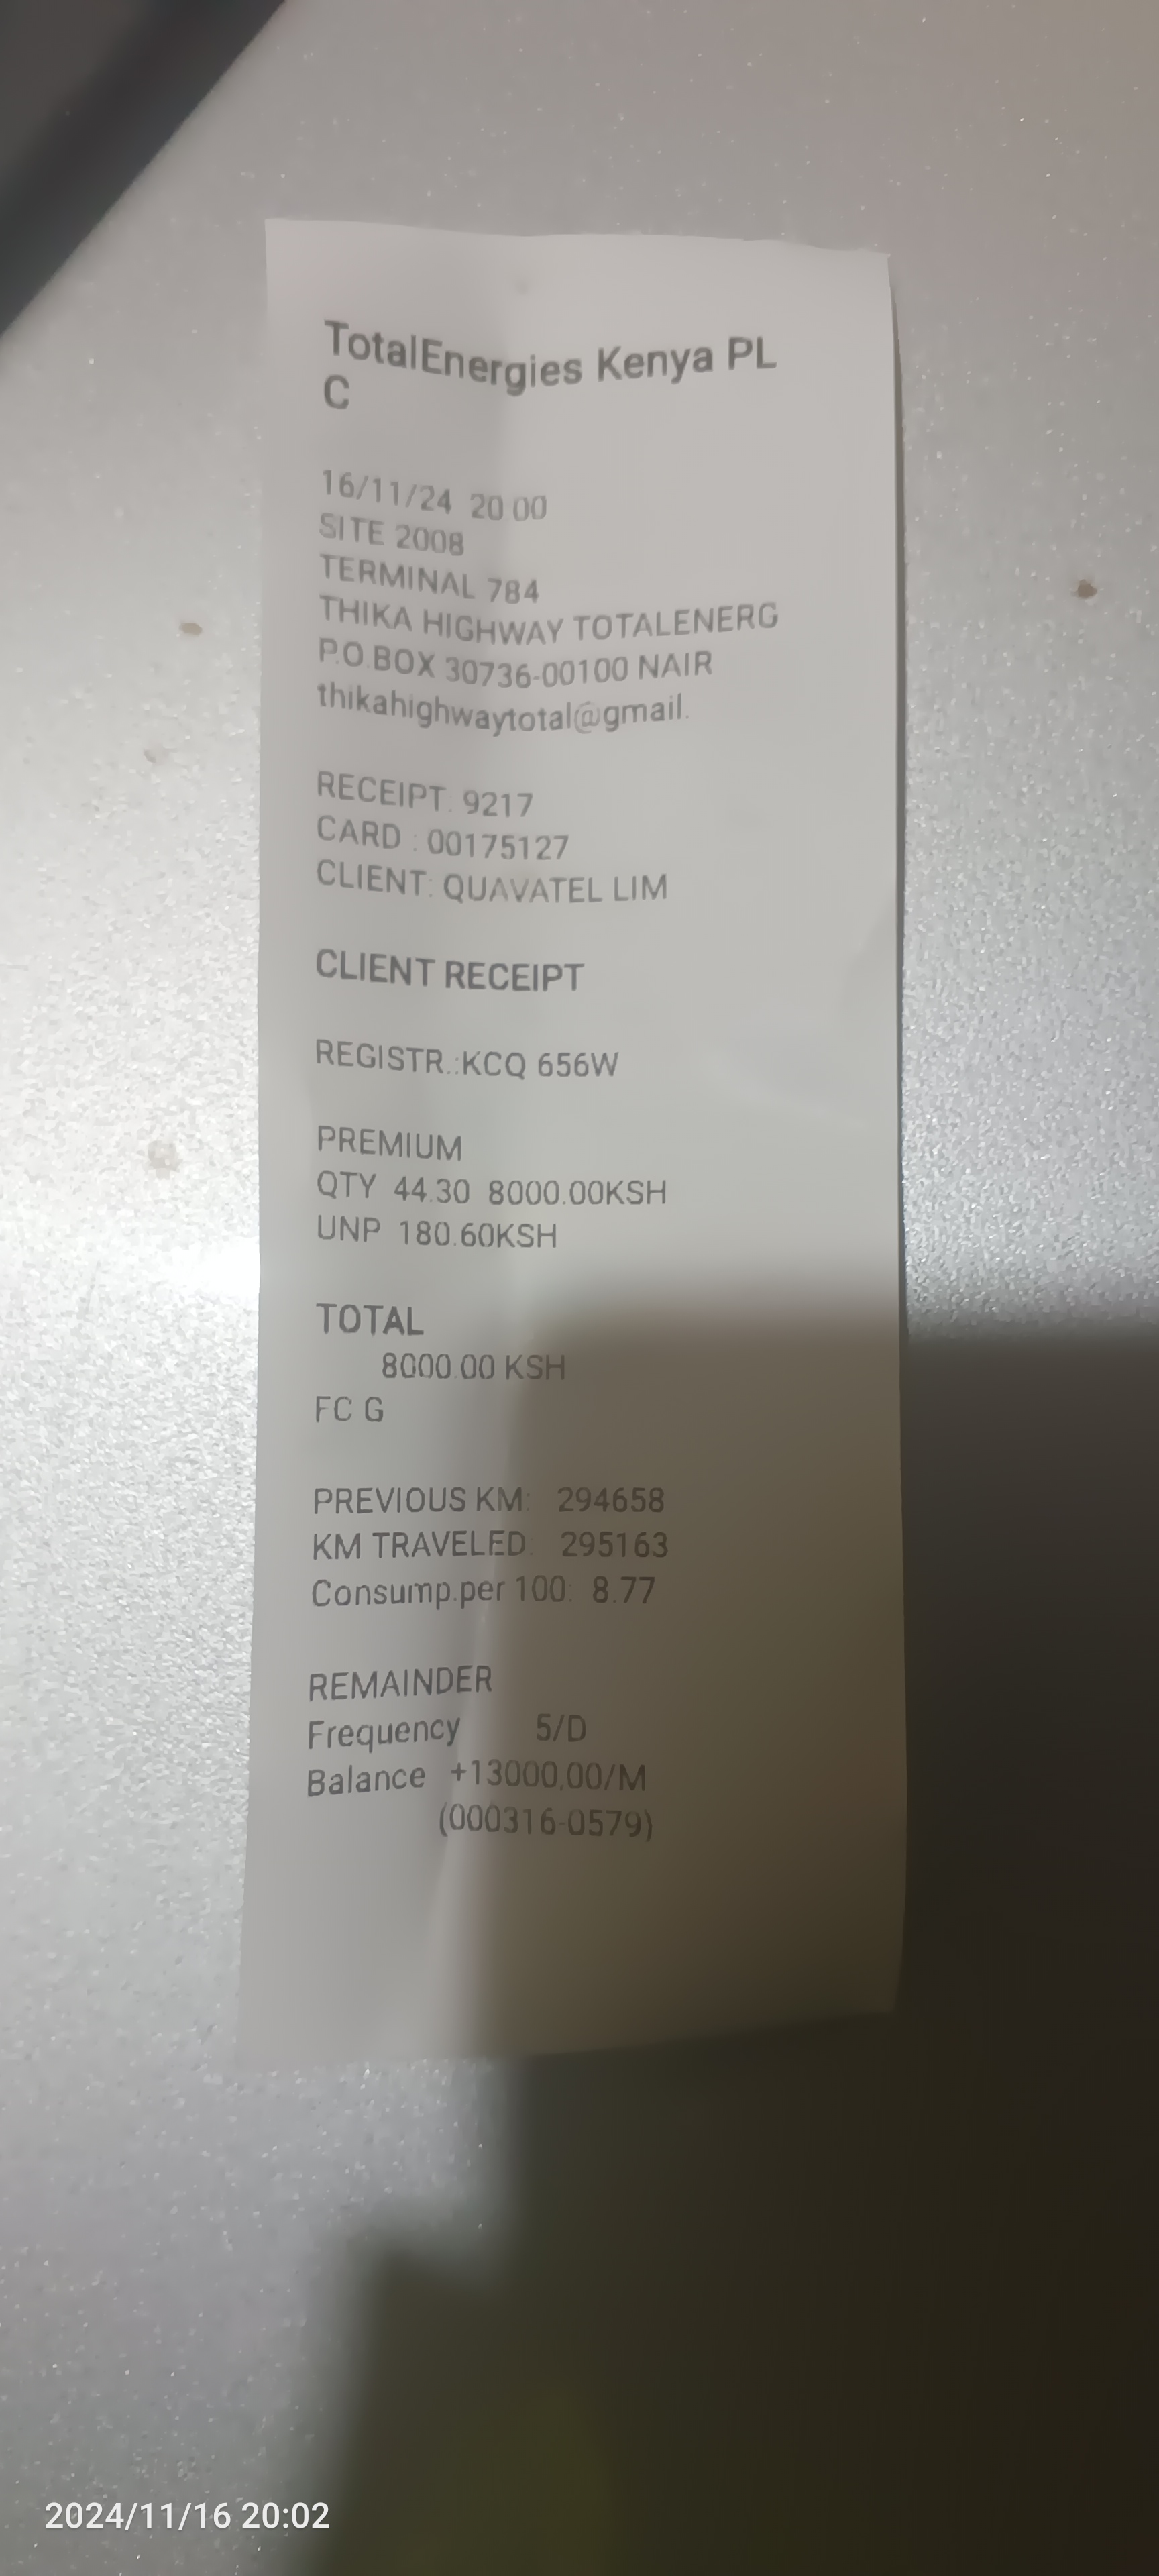 TotalEnergies Kenya PL
C
16/11/24 20 00
SITE 2008
TERMINAL 784
THIKA HIGHWAY TOTALENERG
P.O.BOX 30736-00100 NAIR
thikahighwaytotal@gmail.
RECEIPT. 9217
CARD : 00175127
CLIENT: QUAVATEL LIM
CLIENT RECEIPT
REGISTR.:KCQ 656W
PREMIUM
QTY 44.30 8000.00KSH
UNP 180.60KSH
TOTAL
8000.00 KSH
FC G
PREVIOUS KM: 294658
KM TRAVELED: 295163
Consump.per 100: 8.77
REMAINDER
Frequency 5/D
Balance +13000,00/M
(000316-0579)
2024/11/16 20:02